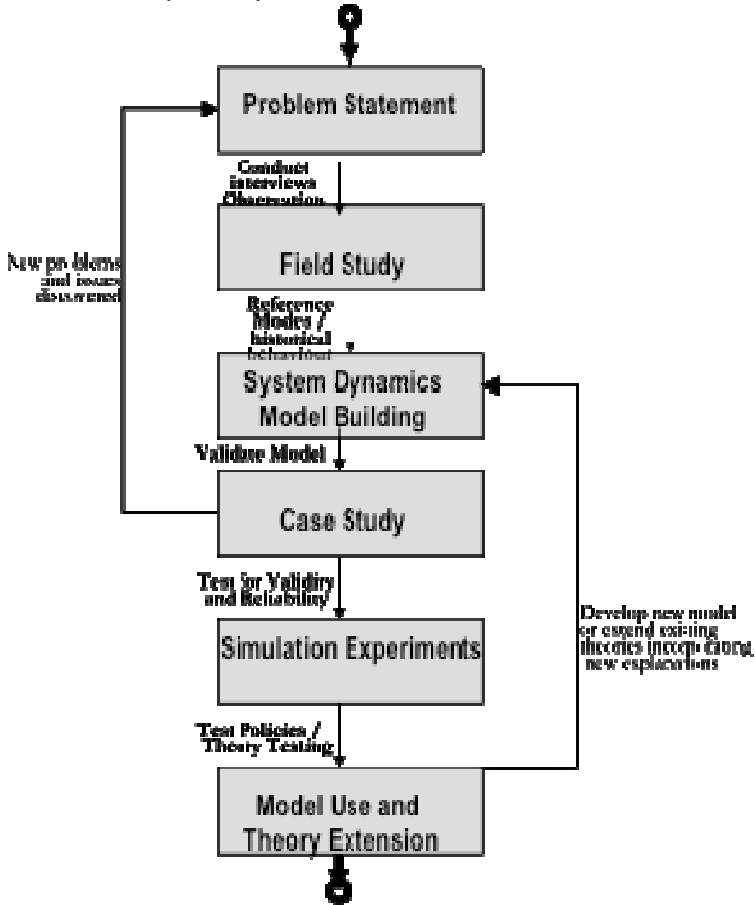 Problem Statement
Conduct
interviews
Observation
Field Study
New problems
and issues
discovered
Reference
Modes /
historical
behaviour
System Dynamics
Model Building
Validate Model
Case Study
Test for Validity
and Reliability
Simulation Experiments
Develop new model
or extend existing
theories incorporating
new explanations
Test Policies /
Theory Testing
Model Use and
Theory Extension